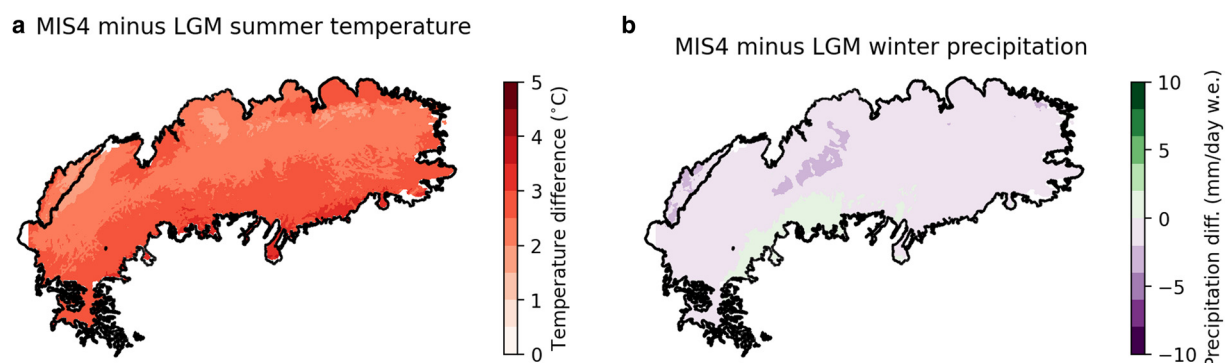 a MIS4 minus LGM summer temperature
5
4
3
2
1
0
Temperature difference (°C)
b
MIS4 minus LGM winter precipitation
10
5
0
−5
−10
Precipitation diff. (mm/day w.e.)